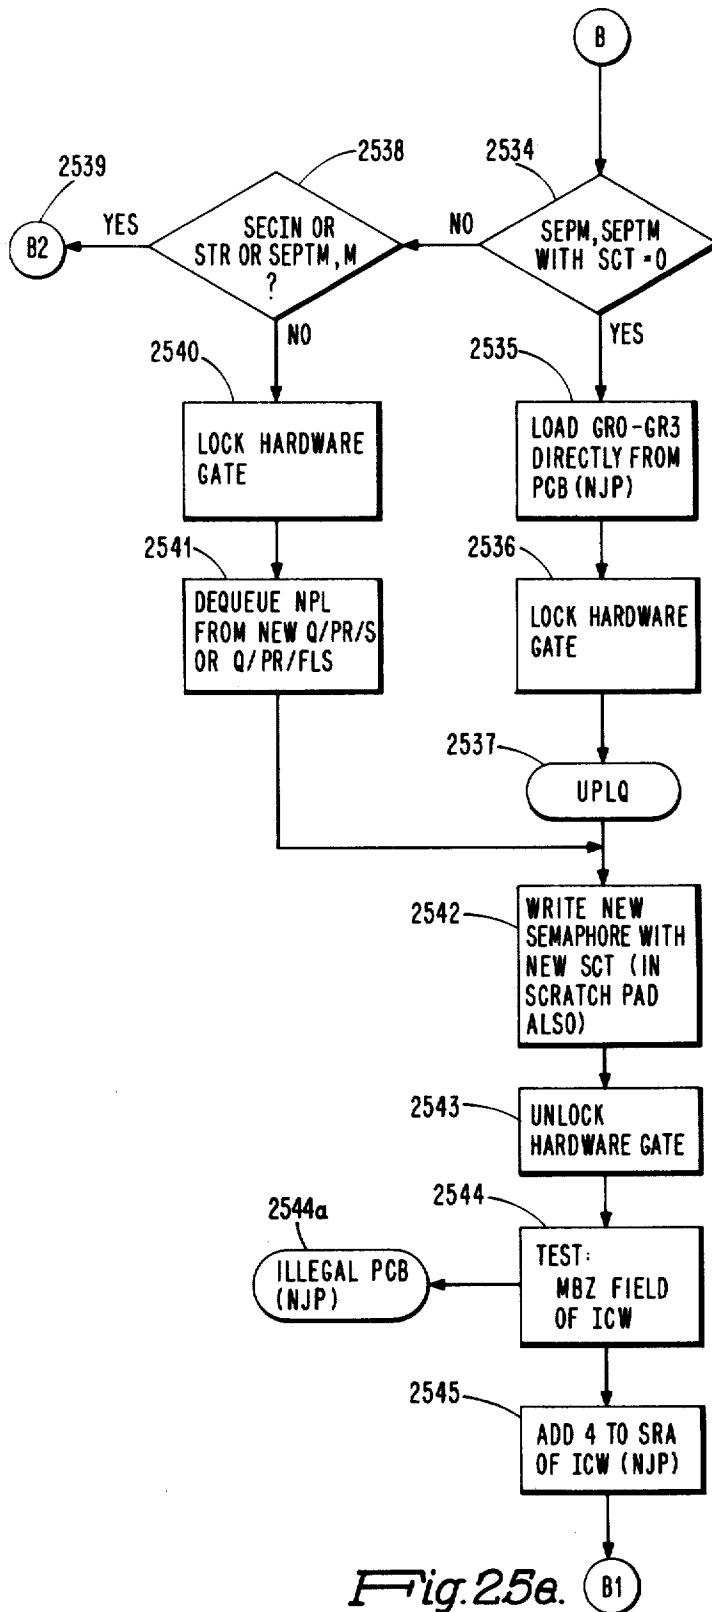 B
2534
SEPM, SEPTM
WITH SCT =0
NO
YES
2538
SECIN OR
STR OR SEPTM, M
?
YES
NO
2539
B2
2540
LOCK HARDWARE
GATE
2541
DEQUEUE NPL
FROM NEW Q/PR/S
OR Q/PR/FLS
2535
LOAD GR0-GR3
DIRECTLY FROM
PCB (NJP)
2536
LOCK HARDWARE
GATE
2537
UPLQ
2542
WRITE NEW
SEMAPHORE WITH
NEW SCT (IN
SCRATCH PAD
ALSO)
2543
UNLOCK
HARDWARE GATE
2544
TEST:
MBZ FIELD
OF ICW
2544a
ILLEGAL PCB
(NJP)
2545
ADD 4 TO SRA
OF ICW (NJP)
B1
Fig. 25e.